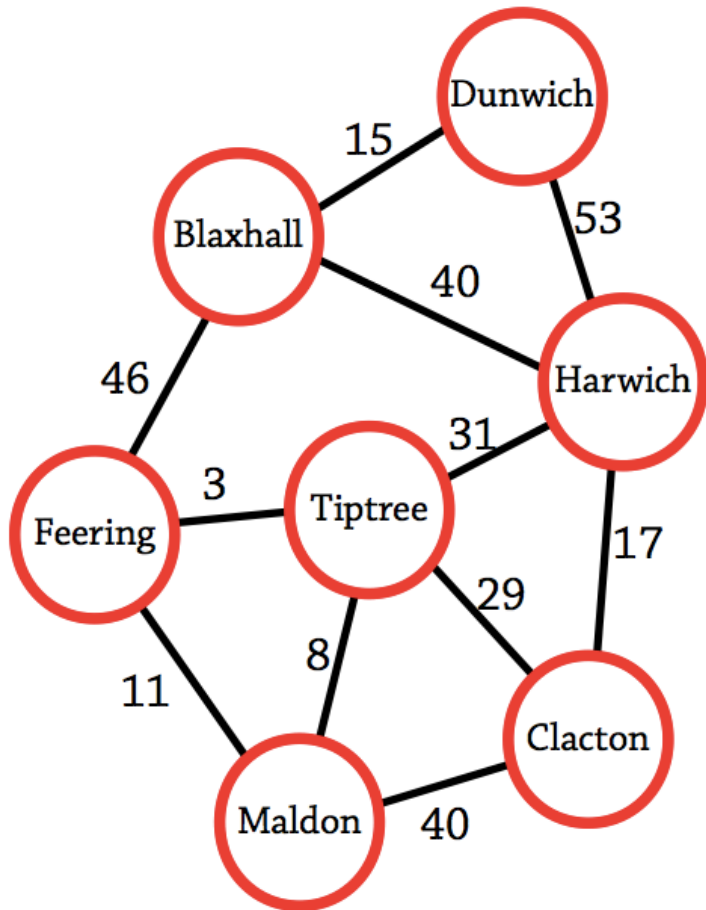 Dunwich
15
Blaxhall
53
40
Harwich
46
31
3
Tiptree
Feering
17
29
8
11
Clacton
Maldon
40